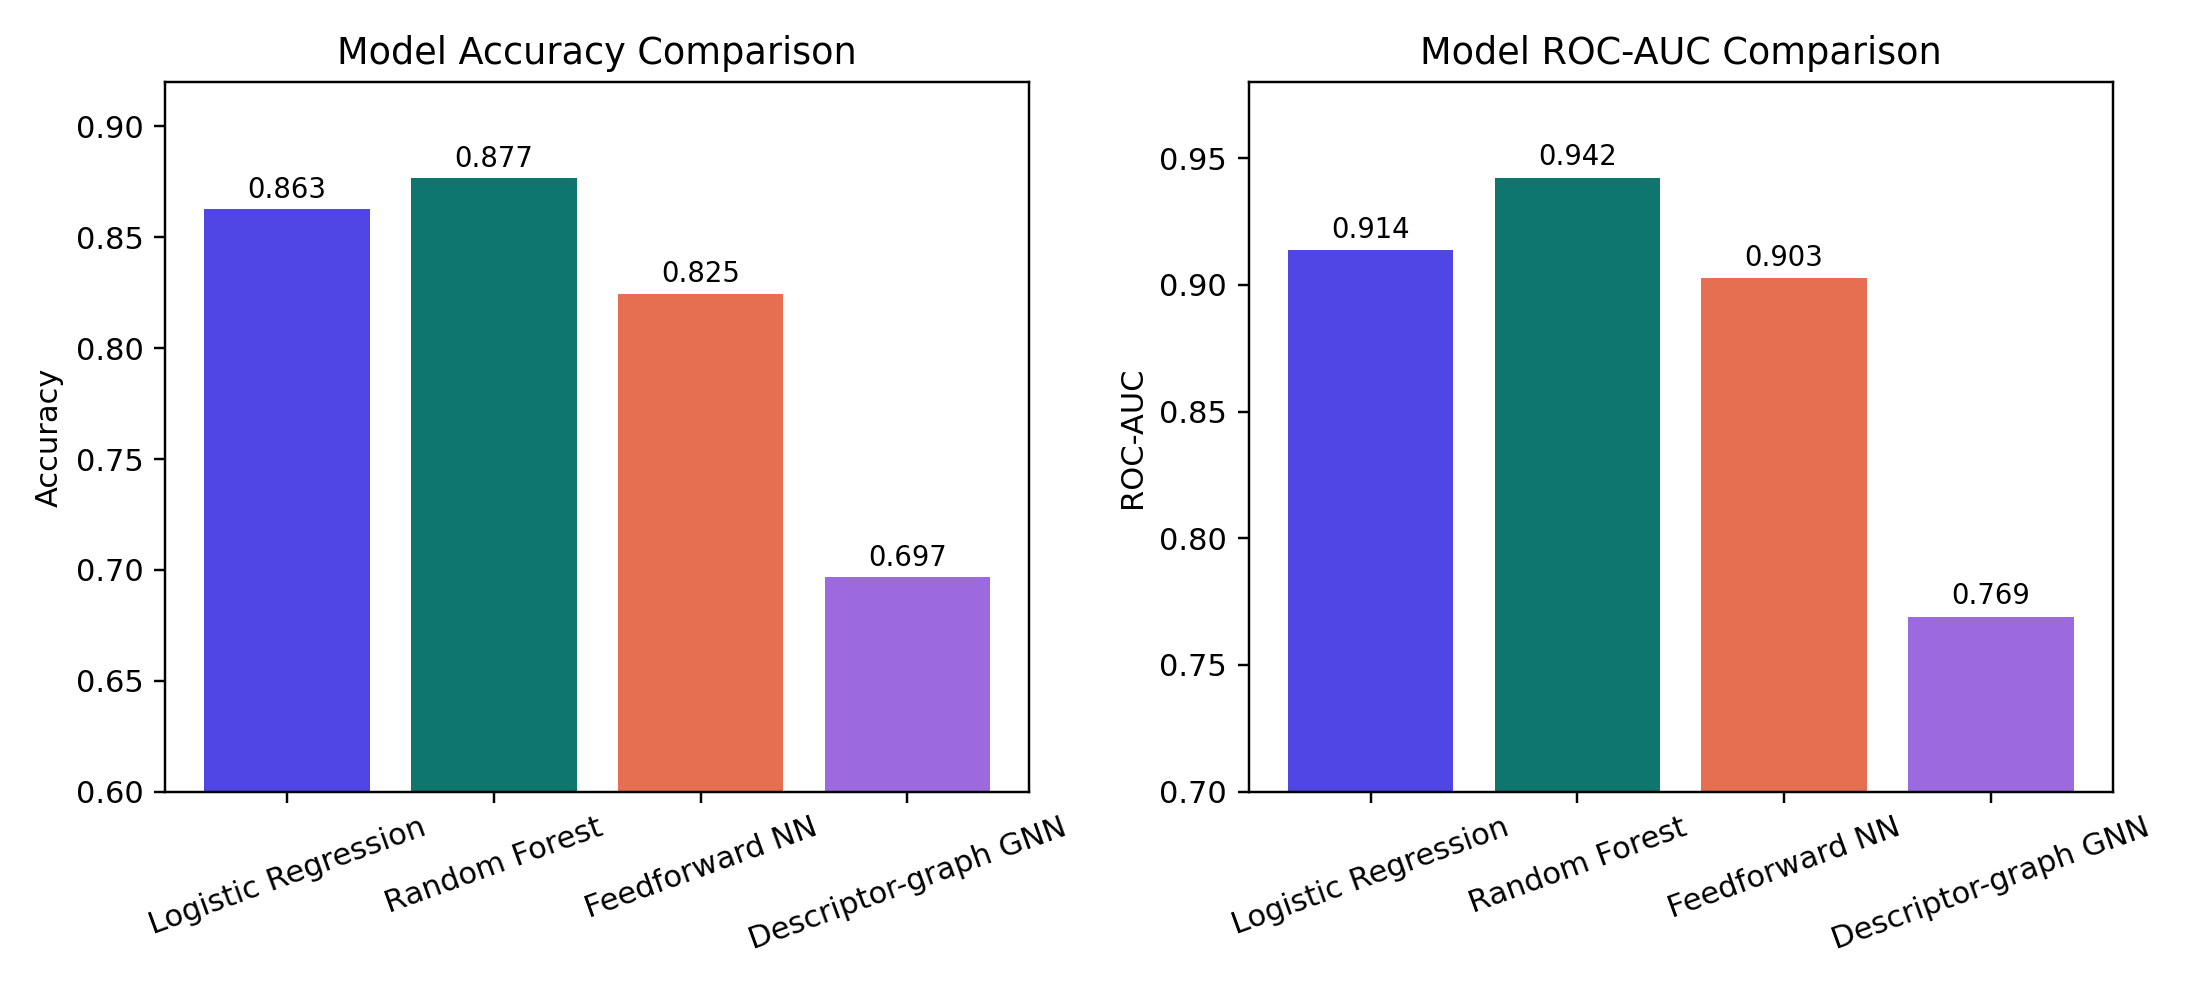 Model Accuracy Comparison
Accuracy
0.90
0.85
0.80
0.75
0.70
0.65
0.60
0.863
0.877
0.825
0.697
Logistic Regression
Random Forest
Feedforward NN
Descriptor-graph GNN
Model ROC-AUC Comparison
ROC-AUC
0.95
0.90
0.85
0.80
0.75
0.70
0.914
0.942
0.903
0.769
Logistic Regression
Random Forest
Feedforward NN
Descriptor-graph GNN